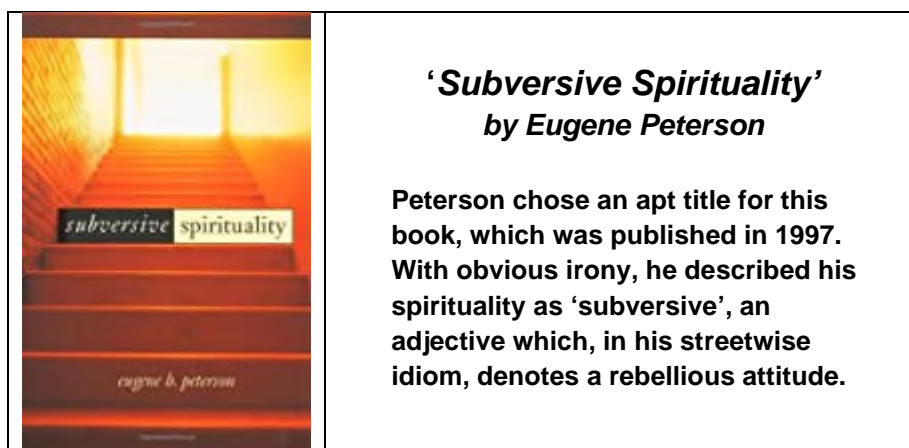 subversive spirituality
eugene h. peterson
‘Subversive Spirituality’
by Eugene Peterson
Peterson chose an apt title for this
book, which was published in 1997.
With obvious irony, he described his
spirituality as ‘subversive’, an
adjective which, in his streetwise
idiom, denotes a rebellious attitude.